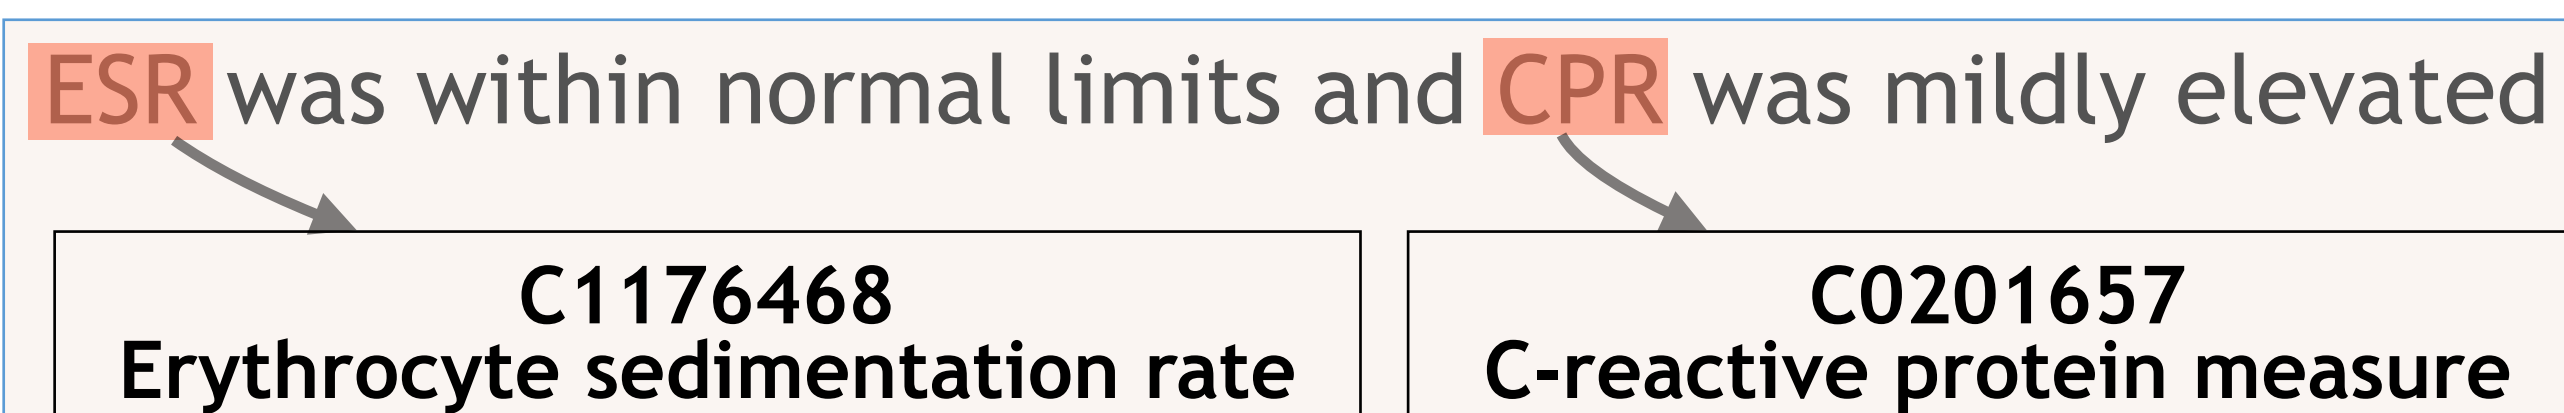 ESR was within normal limits and CPR was mildly elevated
C1176468
Erythrocyte sedimentation rate
C0201657
C-reactive protein measure